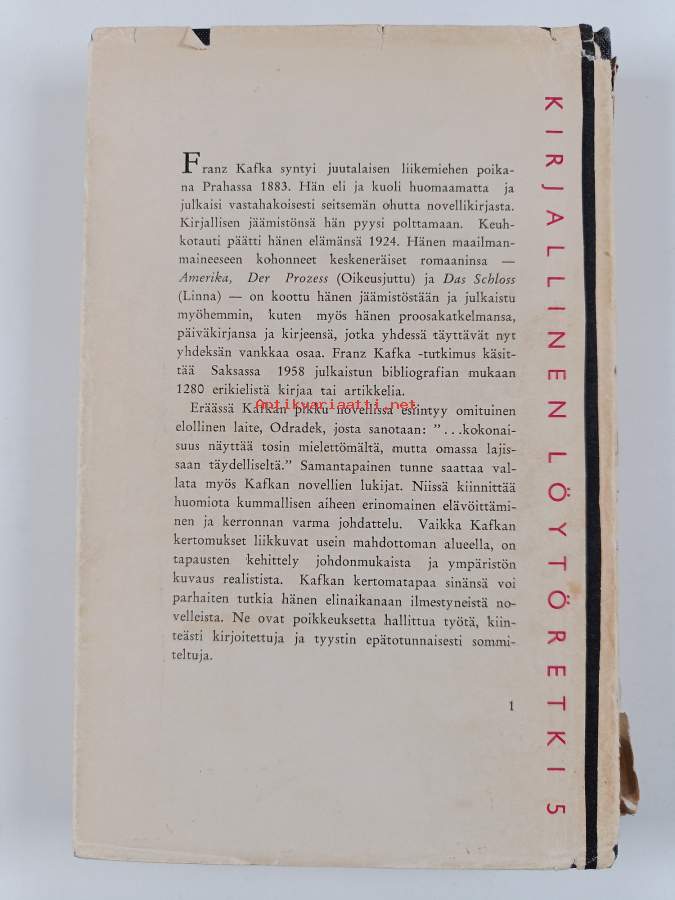 Franz Kafka syntyi juutalaisen liikemiehen poika-
na Prahassa 1883. Hän eli ja kuoli huomaamatta ja
julkaisi vastahakoisesti seitsemän ohutta novellikirjasta.
Kirjallisen jäämistönsä hän pyysi polttamaan. Keuh-
kotauti päätti hänen elämänsä 1924. Hänen maailman-
maineeseen kohonneet keskeneräiset romaaninsa —
Amerika, Der Prozess (Oikeusjuttu) ja Das Schloss
(Linna) — on koottu hänen jäämistöstään ja julkaistu
myöhemmin, kuten myös hänen proosakatkelmansa,
päiväkirjansa ja kirjeensä, jotka yhdessä täyttävät nyt
yhdeksän vankkaa osaa. Franz Kafka -tutkimus käsit-
tää Saksassa 1958 julkaistun bibliografian mukaan
1280 erikielistä kirjaa tai artikkelia.
Antikvariaatti.net
Eräässä Kafkan pikku novellissa esiintyy omituinen
elollinen laite, Odradek, josta sanotaan: ”...kokonai-
suus näyttää tosin mielettömältä, mutta omassa lajis-
saan täydelliseltä.” Samantapainen tunne saattaa val-
lata myös Kafkan novellien lukijat. Niissä kiinnittää
huomiota kummallisen aiheen erinomainen elävöittämi-
nen ja kerronnan varma johdattelu. Vaikka Kafkan
kertomukset liikkuvat usein mahdottoman alueella, on
tapausten kehittely johdonmukaista ja ympäristön
kuvaus realistista. Kafkan kertomatapaa sinänsä voi
parhaiten tutkia hänen elinaikanaan ilmestyneistä no-
velleista. Ne ovat poikkeuksetta hallittua työtä, kiin-
teästi kirjoitettuja ja tyystin epätotunnaisesti sommi-
teltuja.
1
KIRJALLINEN LÖYTÖRETKI 5